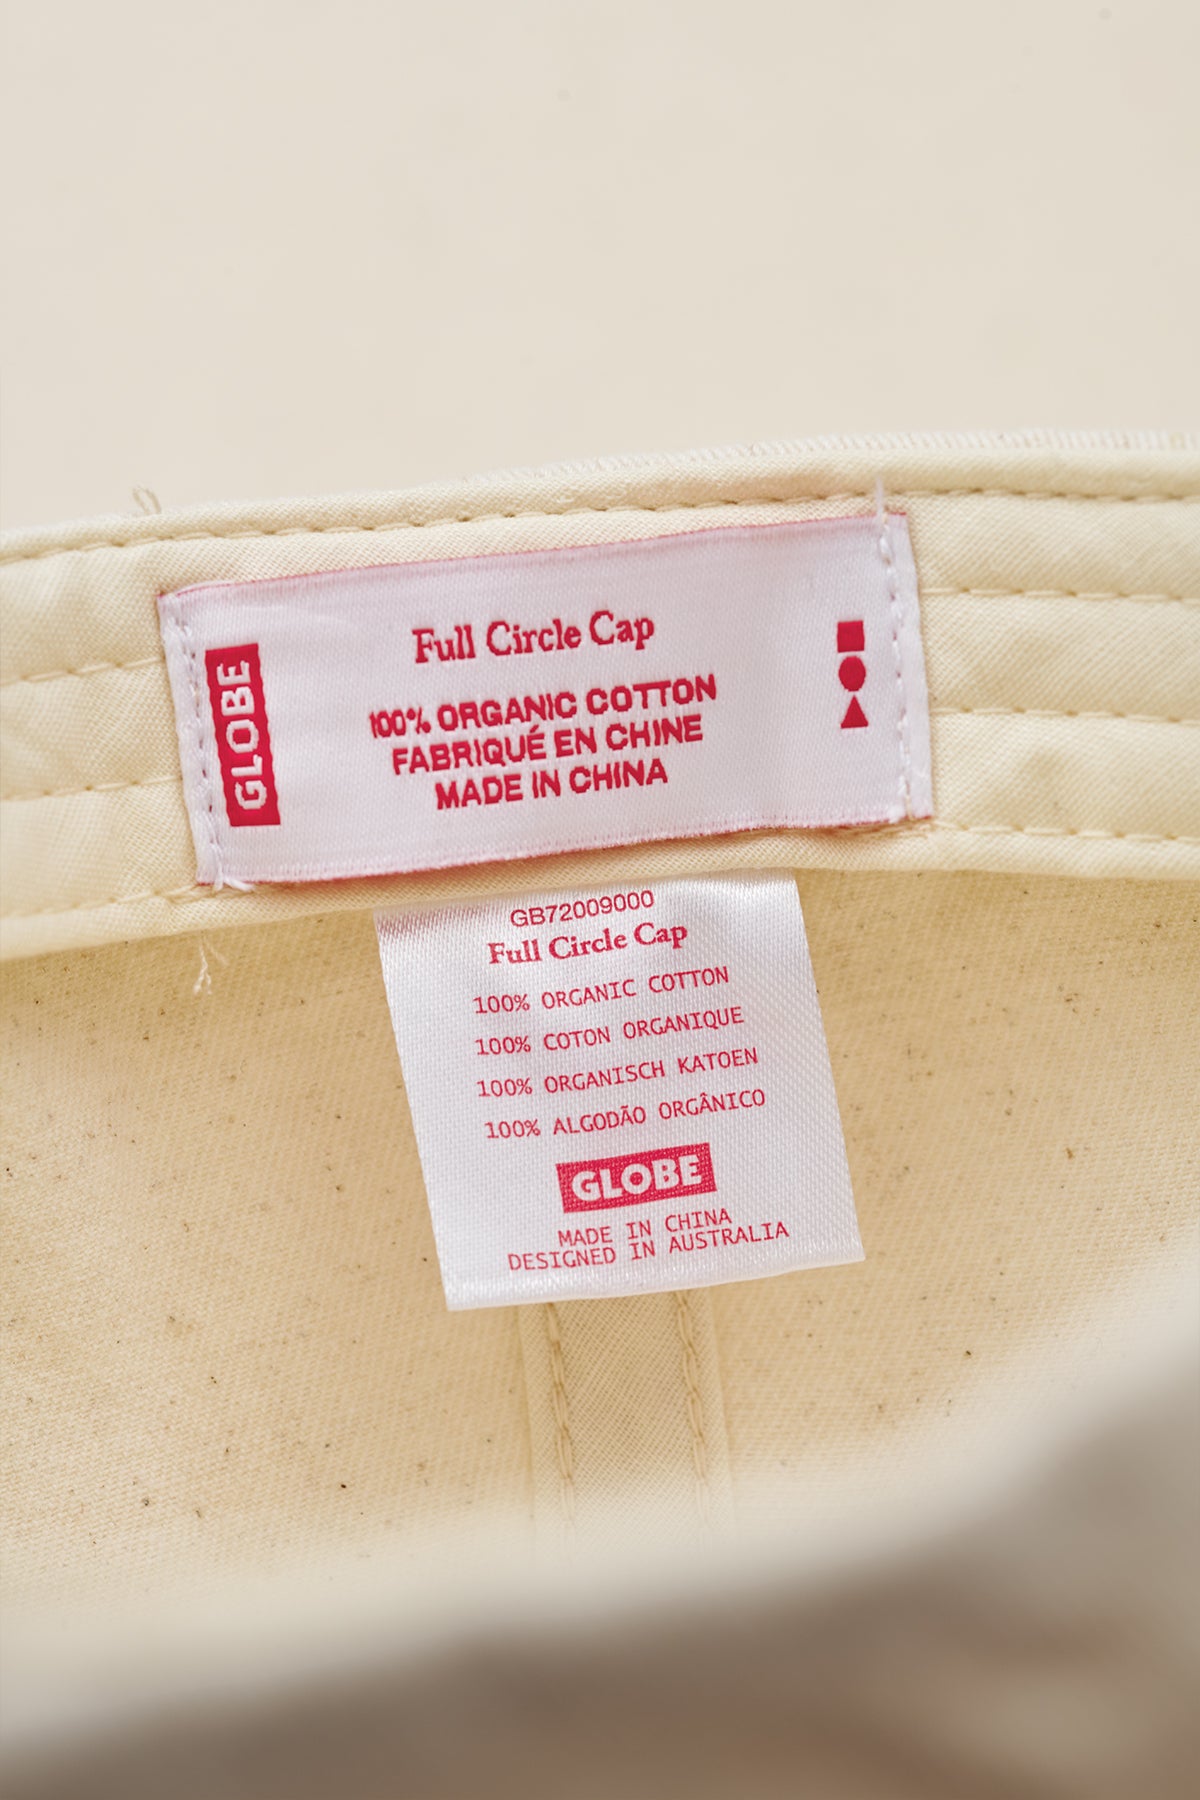 GLOBE
Full Circle Cap
100% ORGANIC COTTON
FABRIQUÉ EN CHINE
MADE IN CHINA
GB72009000
Full Circle Cap
100% ORGANIC COTTON
100% COTON ORGANIQUE
100% ORGANISCH KATOEN
100% ALGODÃO ORGÂNICO
GLOBE
MADE IN CHINA
DESIGNED IN AUSTRALIA